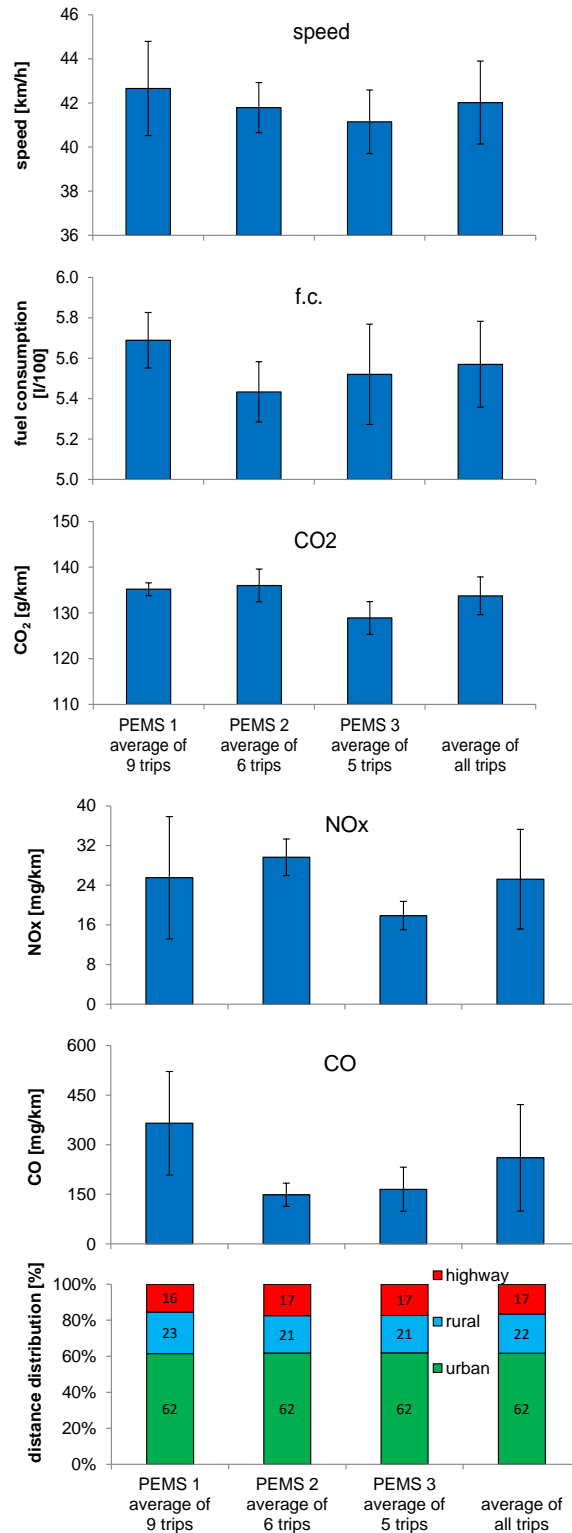 speed
speed [km/h]
46
44
42
40
38
36
f.c.
fuel consumption
[l/100]
6.0
5.8
5.6
5.4
5.2
5.0
CO2
CO₂ [g/km]
150
140
130
120
110
PEMS 1
average of
9 trips
PEMS 2
average of
6 trips
PEMS 3
average of
5 trips
average of
all trips
NOx
NOx [mg/km]
40
32
24
16
8
0
CO
CO [mg/km]
600
450
300
150
0
distance distribution [%]
100%
80%
60%
40%
20%
0%
highway
rural
urban
16 17 17 17
23 21 21 22
62 62 62 62
PEMS 1
average of
9 trips
PEMS 2
average of
6 trips
PEMS 3
average of
5 trips
average of
all trips